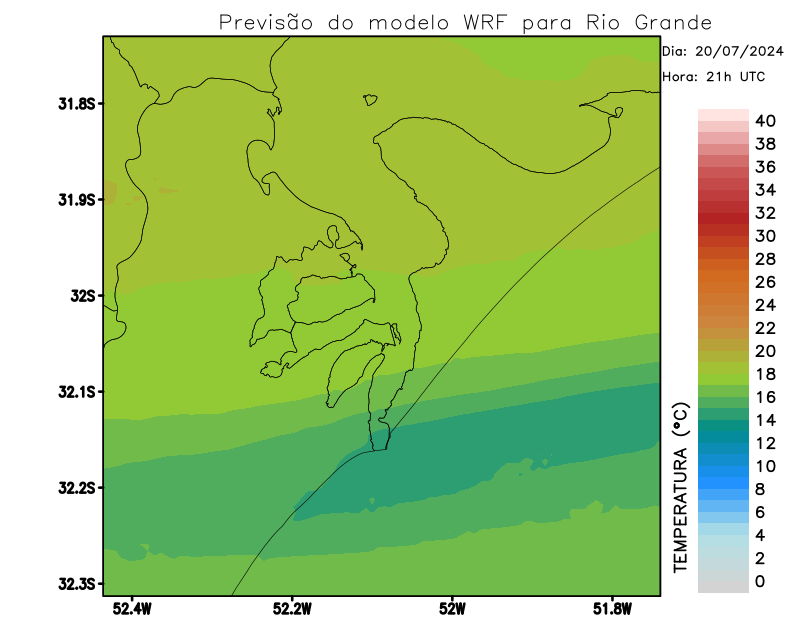 Previsão do modelo WRF para Rio Grande
Dia: 20/07/2024
Hora: 21h UTC
31.8S
31.9S
32S
32.1S
32.2S
32.3S
52.4W
52.2W
52W
51.8W
40
38
36
34
32
30
28
26
24
22
20
18
16
14
12
10
8
6
4
2
0
TEMPERATURA (ºC)